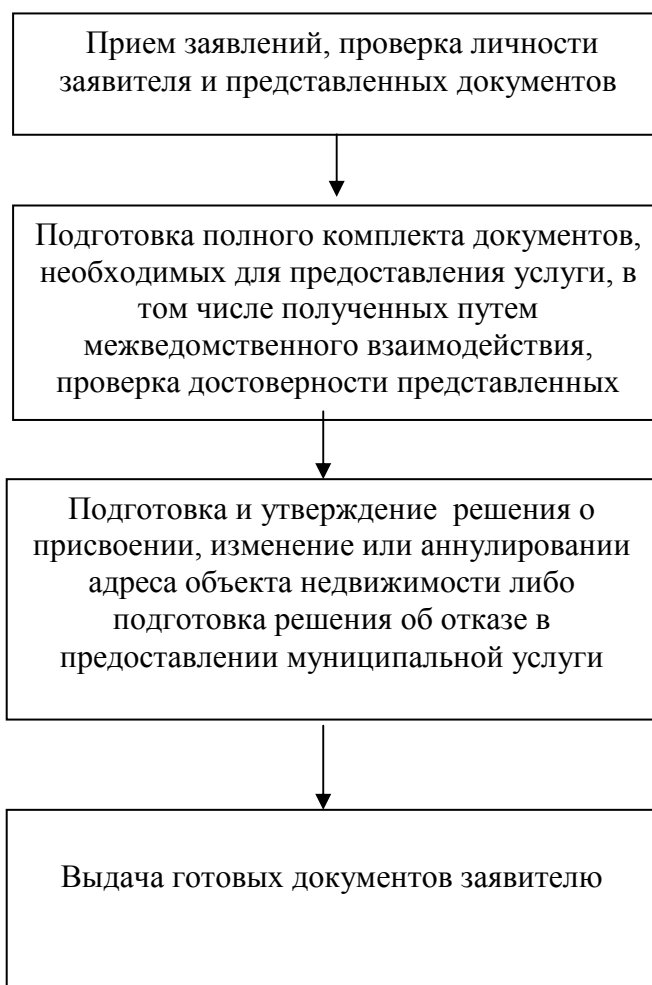 Прием заявлений, проверка личности
заявителя и представленных документов
Подготовка полного комплекта документов,
необходимых для предоставления услуги, в
том числе полученных путем
межведомственного взаимодействия,
проверка достоверности представленных
Подготовка и утверждение  решения о
присвоении, изменение или аннулировании
адреса объекта недвижимости либо
подготовка решения об отказе в
предоставлении муниципальной услуги
Выдача готовых документов заявителю